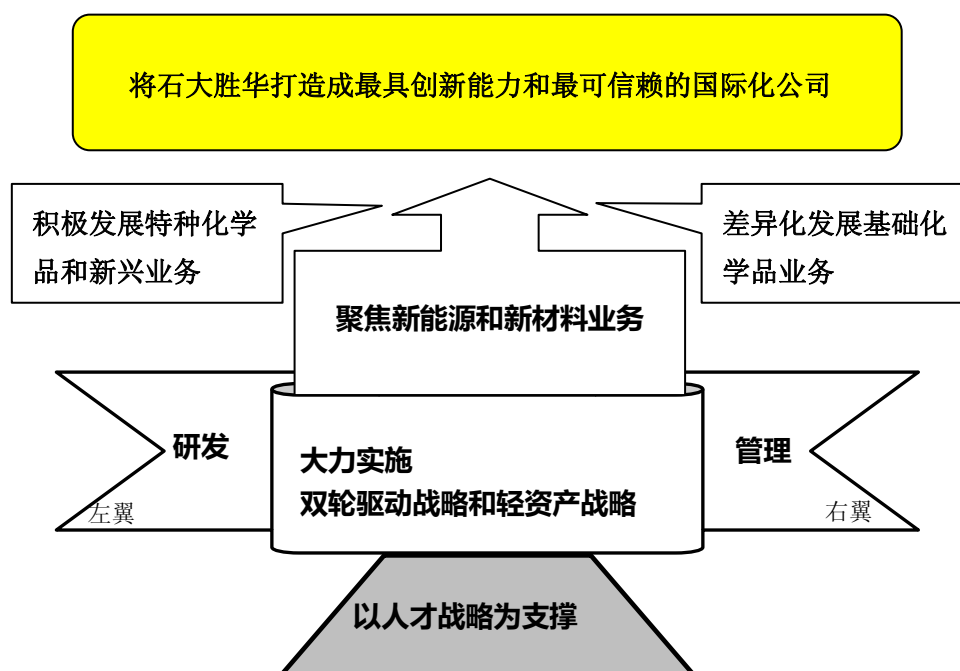 将石大胜华打造成最具创新能力和最可信赖的国际化公司
积极发展特种化学
品和新兴业务
差异化发展基础化
学品业务
聚焦新能源和新材料业务
研发
左翼
大力实施
双轮驱动战略和轻资产战略
管理
右翼
以人才战略为支撑